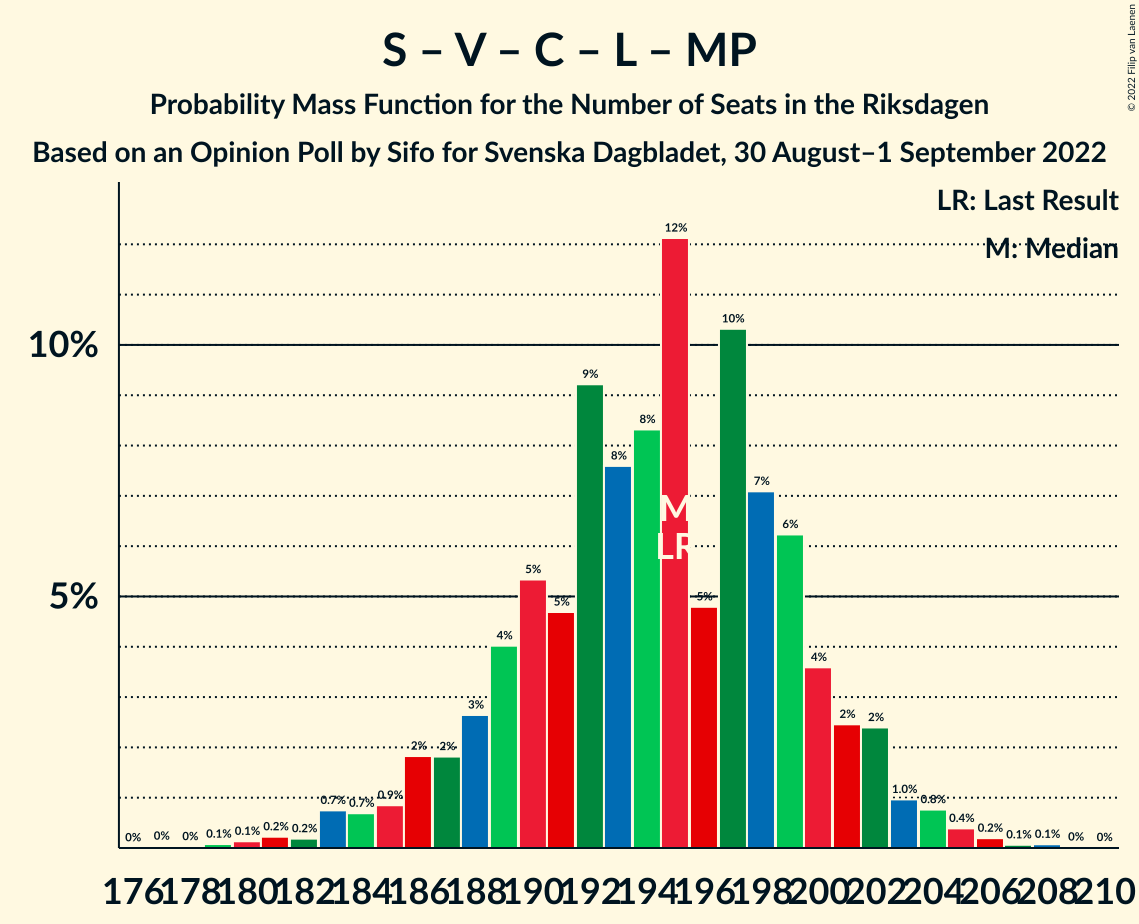 S – V – C – L – MP
Probability Mass Function for the Number of Seats in the Riksdagen
Based on an Opinion Poll by Sifo for Svenska Dagbladet, 30 August–1 September 2022
© 2022 Filip van Laenen
LR: Last Result
M: Median
10%
5%
0% 0% 0% 0.1% 0.1% 0.2% 0.2% 0.7% 0.7% 0.9% 2% 2% 3% 4% 5% 5% 9% 8% 8% 12% 5% 10% 7% 6% 4% 2% 2% 1.0% 0.8% 0.4% 0.2% 0.1% 0.1% 0% 0%
M
LR
176 178 180 182 184 186 188 190 192 194 196 198 200 202 204 206 208 210